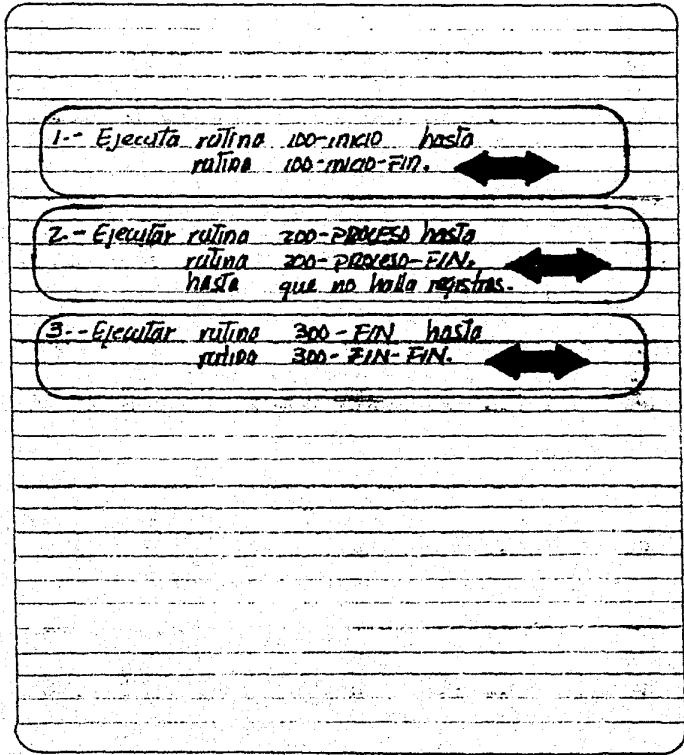 1.- Ejecuta rutina 100-inicio hasta
rutina 100-inicio-FIN.
2.- Ejecutar rutina 200-PROCESO hasta
rutina 200-PROCESO-FIN.
hasta que no halla registros.
3.- Ejecutar rutina 300-FIN hasta
rutina 300-FIN-FIN.